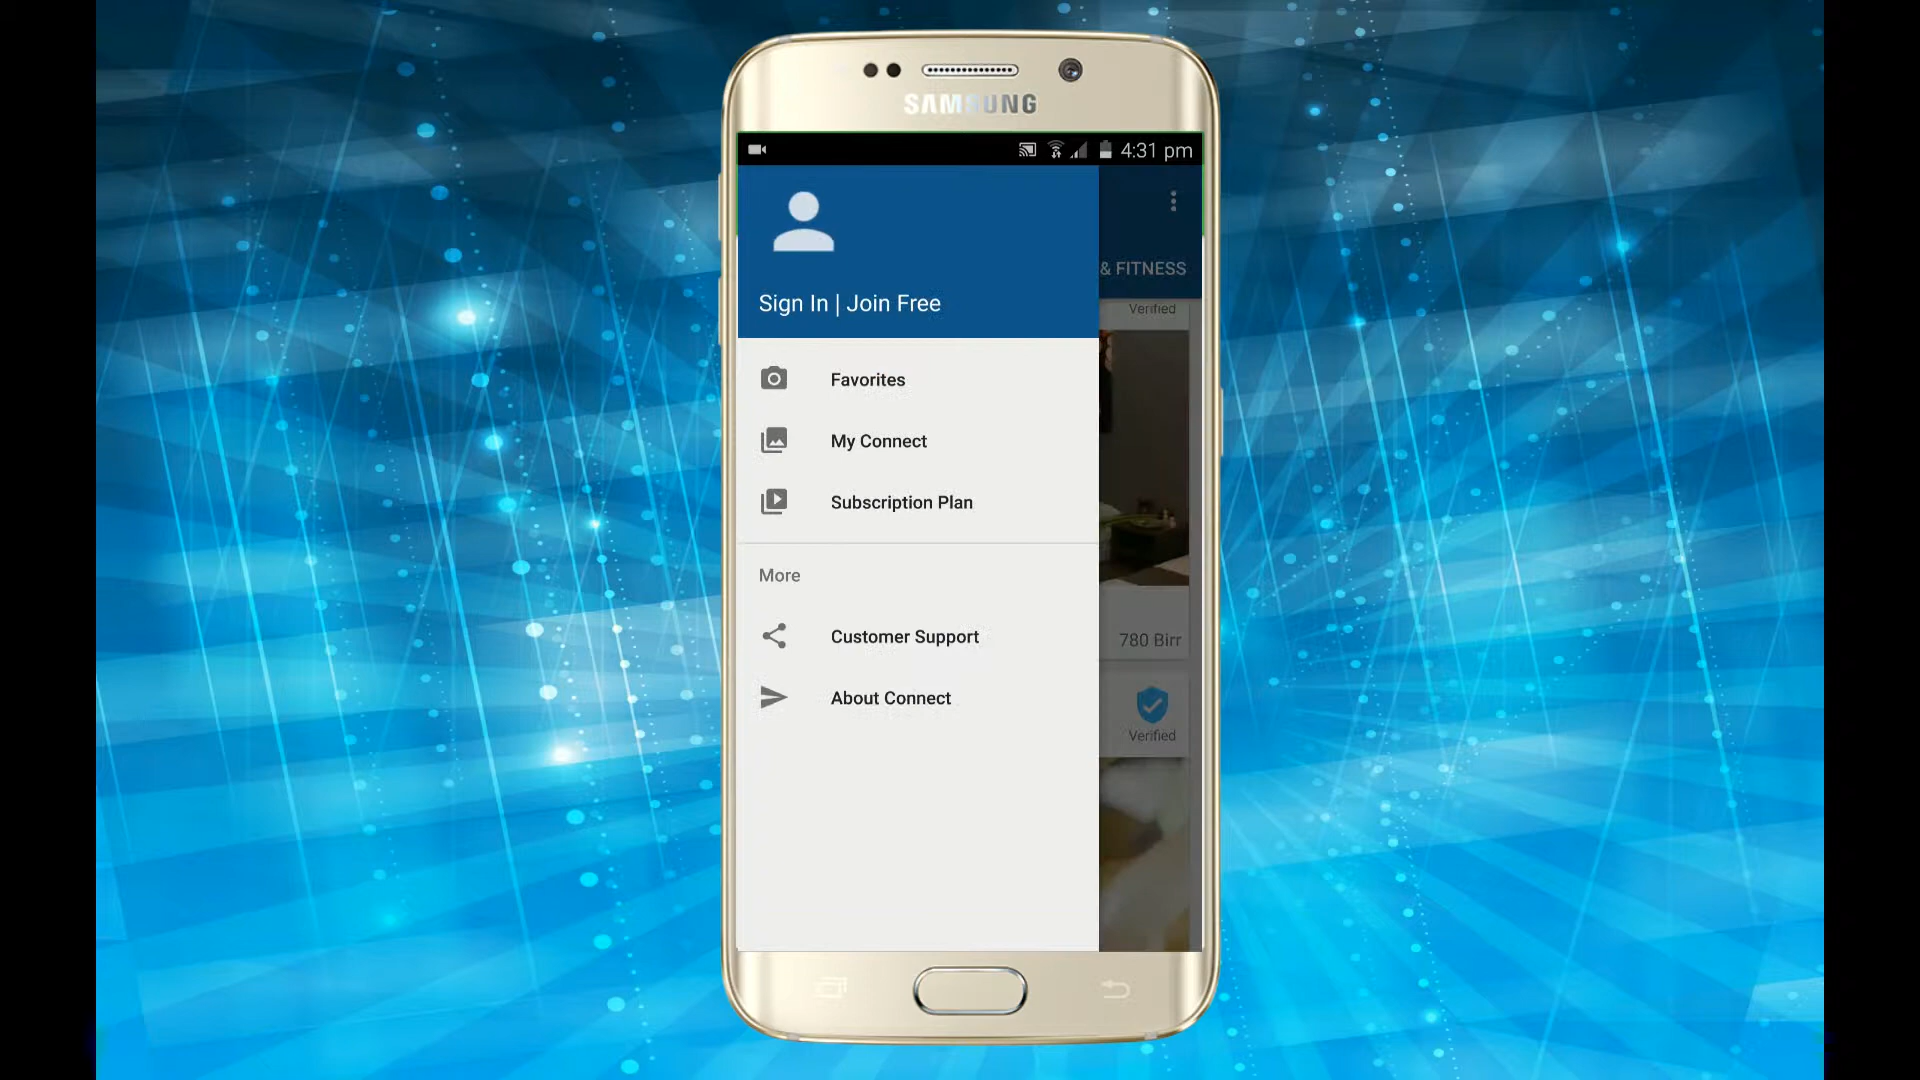 SAMSUNG
4:31 pm
& FITNESS
Sign In | Join Free
Verified
Favorites
My Connect
Subscription Plan
More
Customer Support
780 Birr
About Connect
Verified